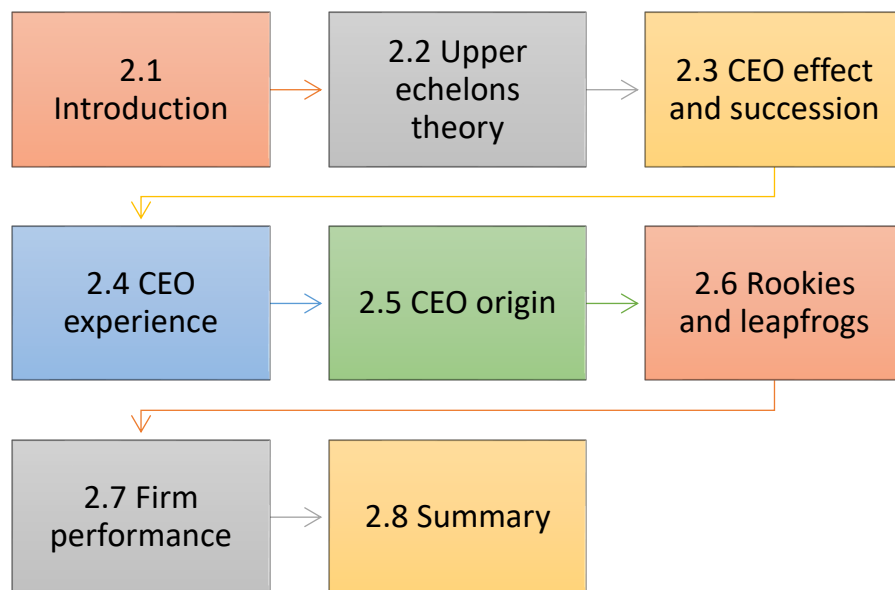 2.1
Introduction
2.2 Upper
echelons
theory
2.3 CEO effect
and succession
2.4 CEO
experience
2.5 CEO origin
2.6 Rookies
and leapfrogs
2.7 Firm
performance
2.8 Summary